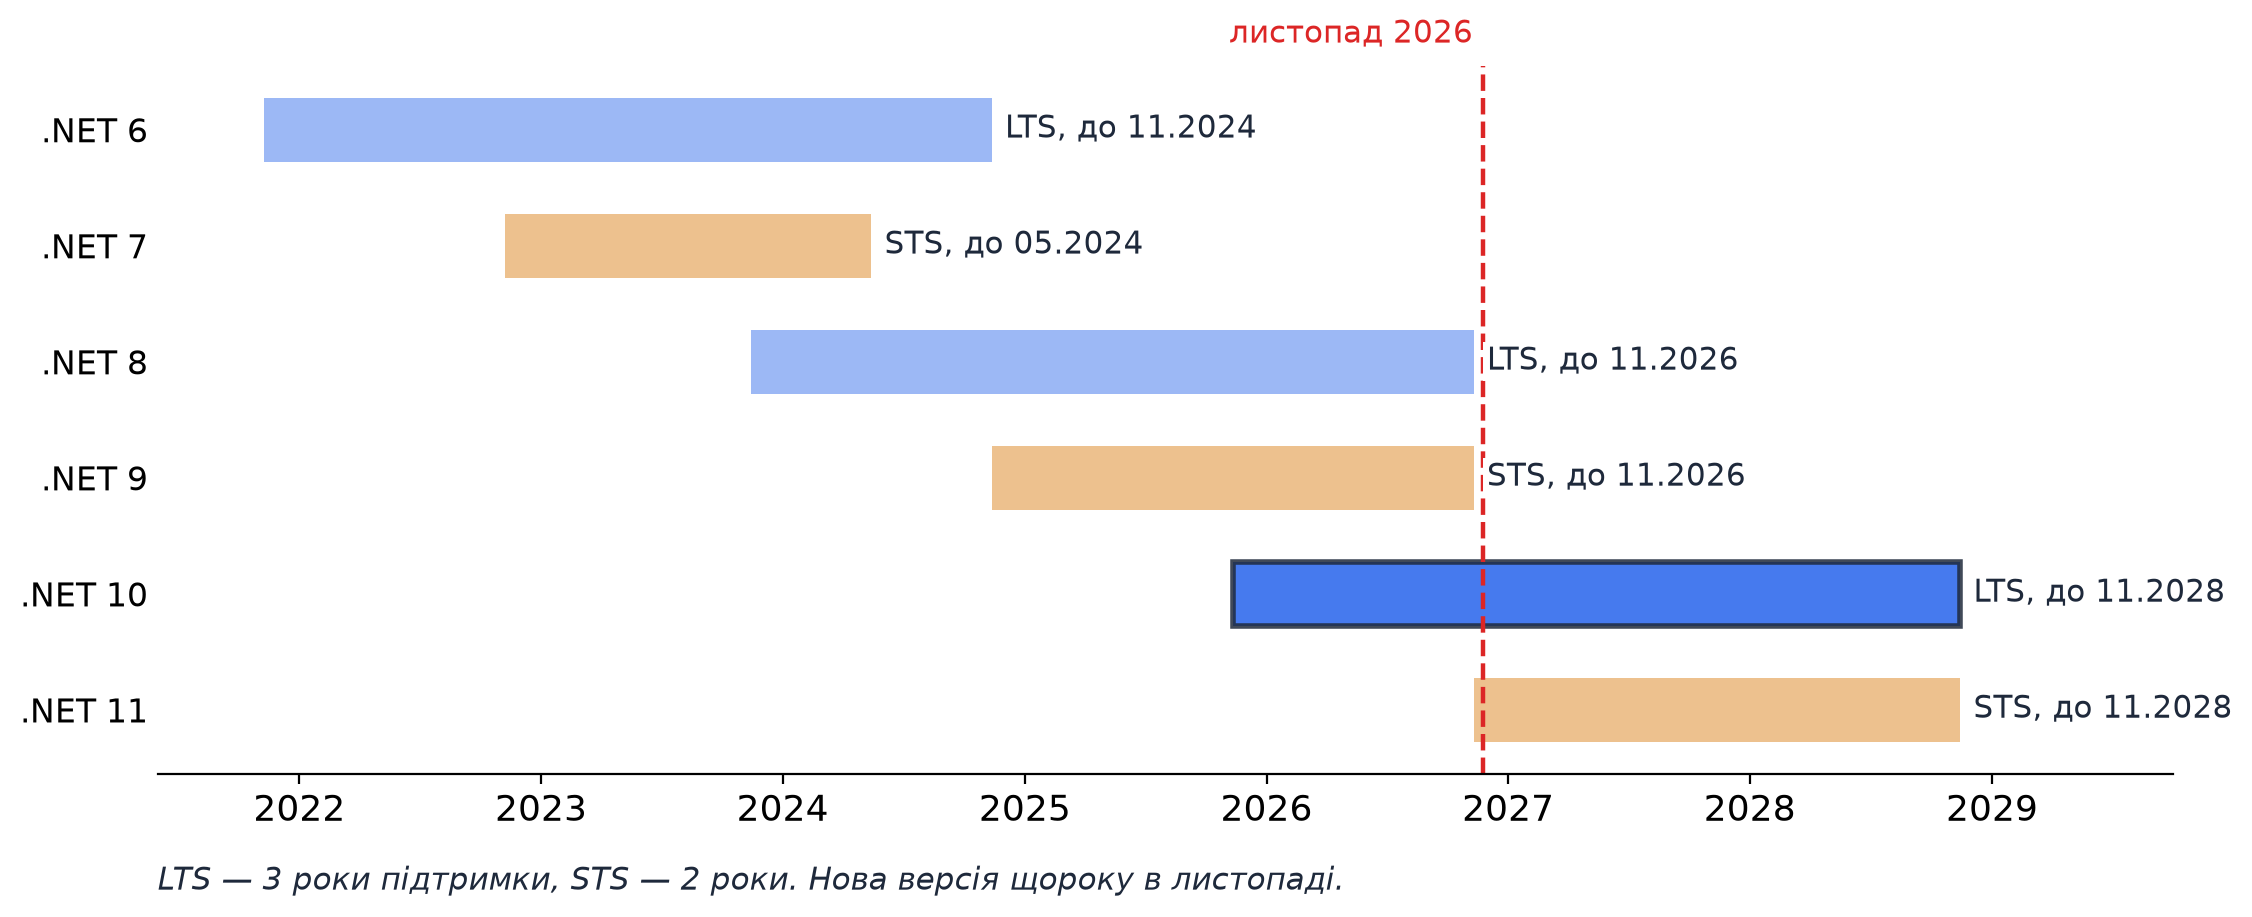 листопад 2026
.NET 6 LTS, до 11.2024
.NET 7 STS, до 05.2024
.NET 8 LTS, до 11.2026
.NET 9 STS, до 11.2026
.NET 10 LTS, до 11.2028
.NET 11 STS, до 11.2028
2022 2023 2024 2025 2026 2027 2028 2029
LTS — 3 роки підтримки, STS — 2 роки. Нова версія щороку в листопаді.